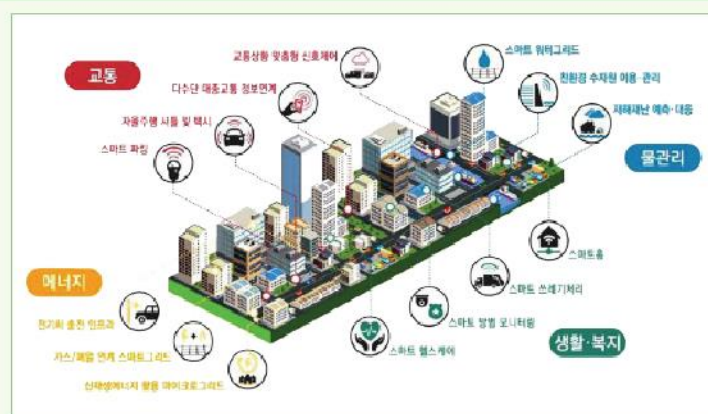 교통
교통상황 맞춤형 신호제어
다수단 대중교통 정보연계
자율주행 셔틀 및 택시
스마트 파킹
스마트 워터그리드
친환경 수자원 이용·관리
재해재난 예측·대응
물관리
에너지
전기차 충전 인프라
가스/메탈 연계 스마트그리드
신재생에너지 활용 마이크로그리드
스마트홈
스마트 쓰레기처리
스마트 방범 모니터링
스마트 헬스케어
생활·복지